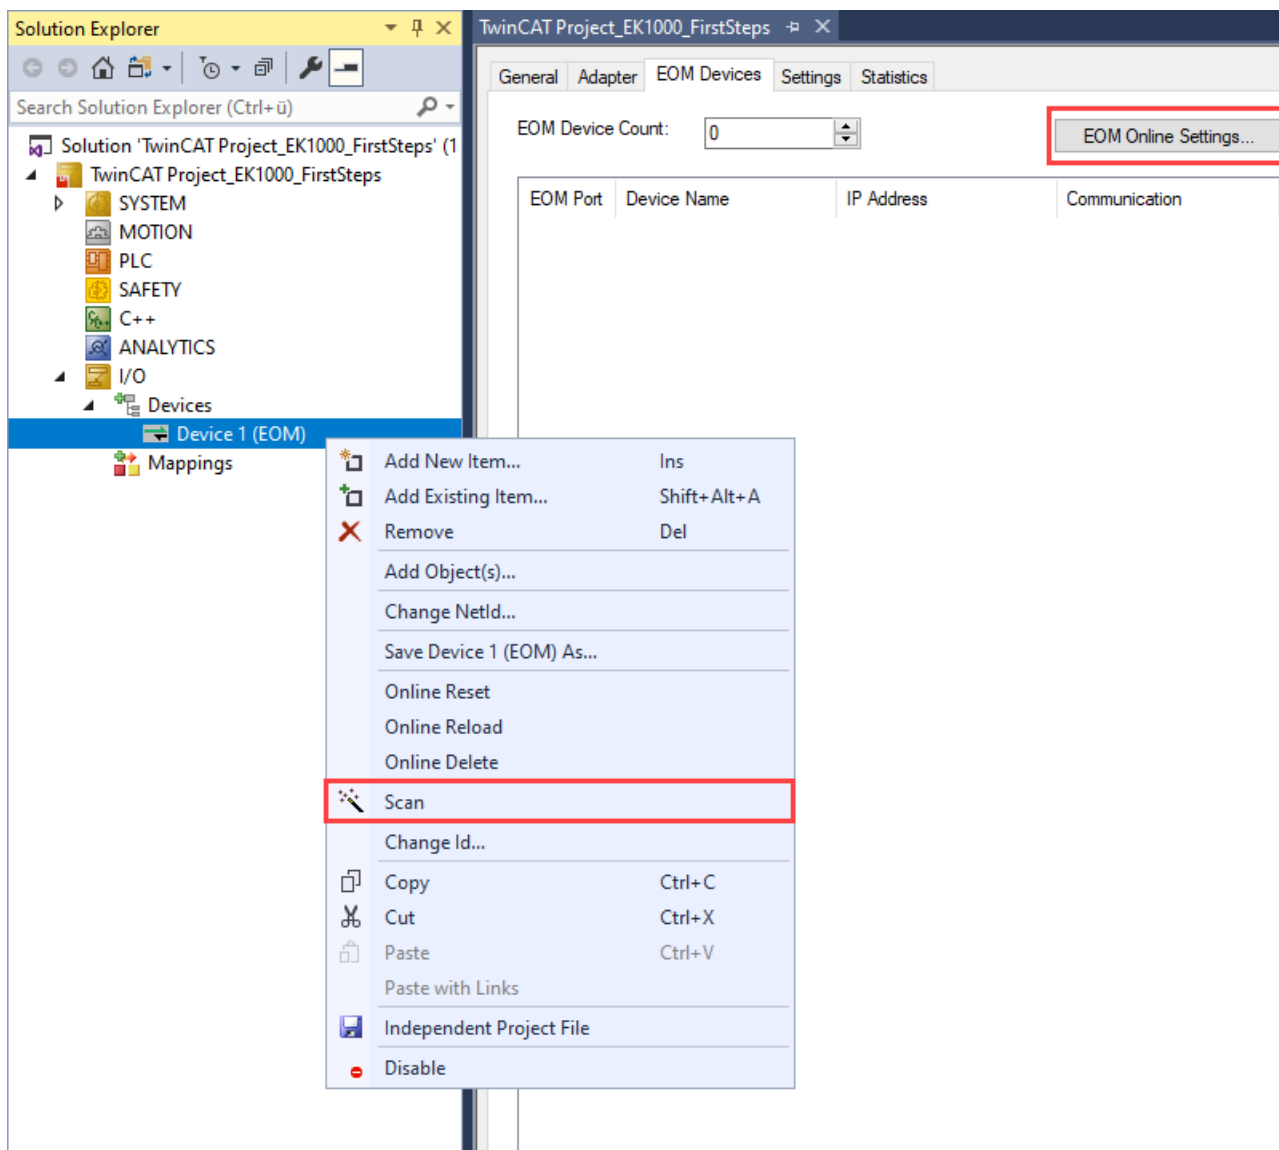 Solution Explorer
Search Solution Explorer (Ctrl+ü)
Solution 'TwinCAT Project_EK1000_FirstSteps' (1
TwinCAT Project_EK1000_FirstSteps
SYSTEM
MOTION
PLC
SAFETY
C++
ANALYTICS
I/O
Devices
Device 1 (EOM)
Mappings
TwinCAT Project_EK1000_FirstSteps
General Adapter EOM Devices Settings Statistics
EOM Device Count: 0 EOM Online Settings...
EOM Port Device Name IP Address Communication
Add New Item... Ins
Add Existing Item... Shift+Alt+A
Remove Del
Add Object(s)...
Change NetId...
Save Device 1 (EOM) As...
Online Reset
Online Reload
Online Delete
Scan
Change Id...
Copy Ctrl+C
Cut Ctrl+X
Paste Ctrl+V
Paste with Links
Independent Project File
Disable